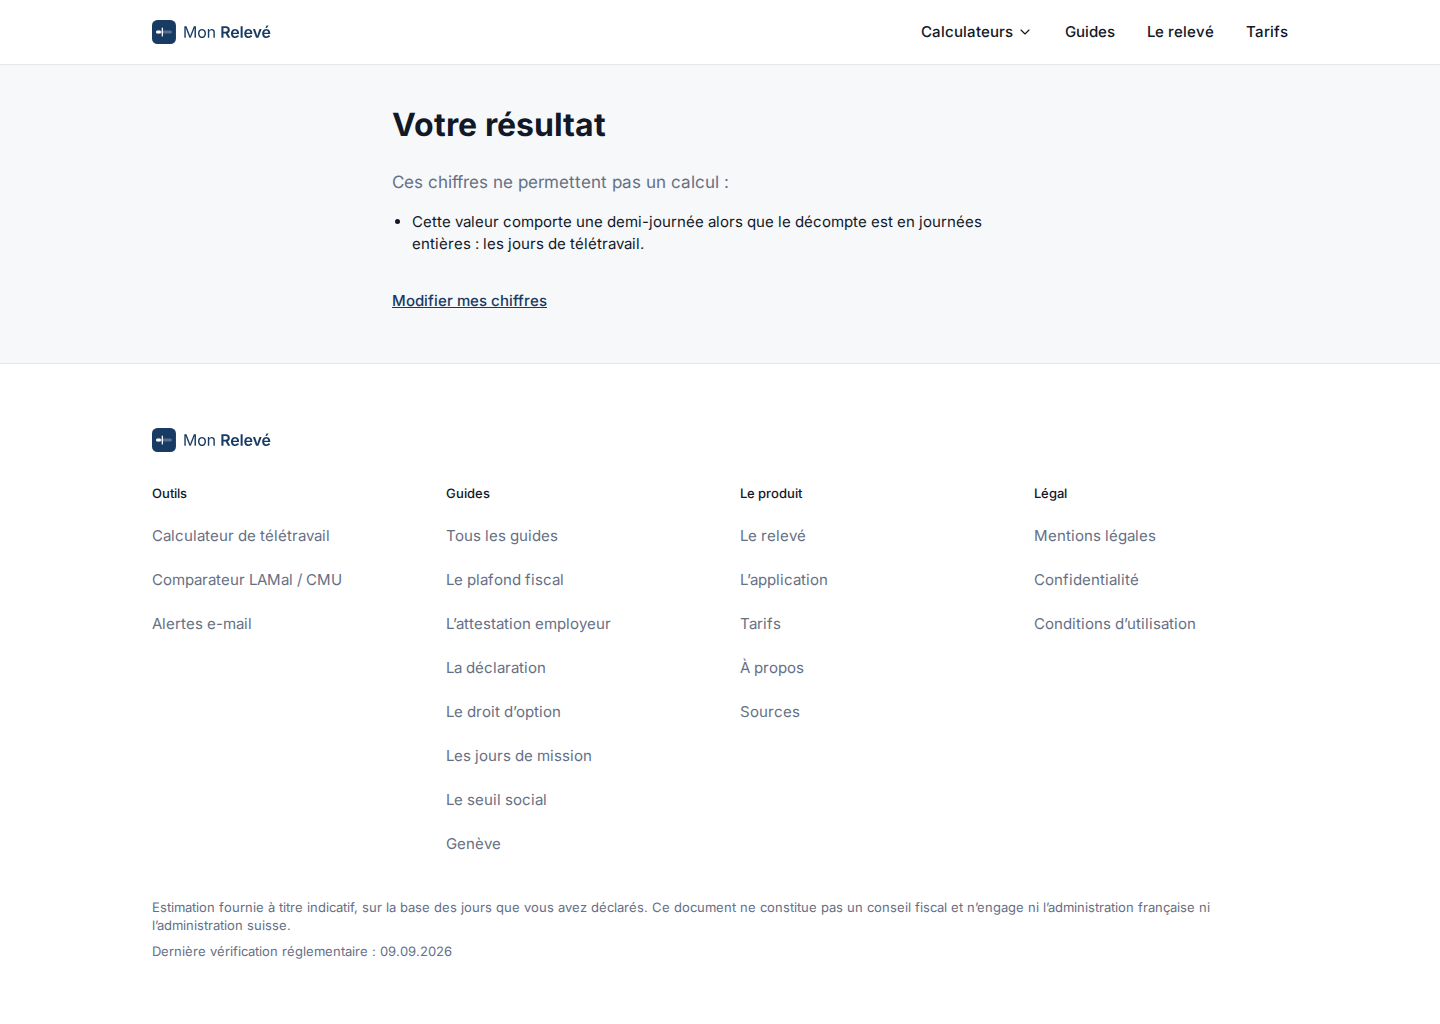 Mon Relevé
Calculateurs
Guides
Le relevé
Tarifs
Votre résultat
Ces chiffres ne permettent pas un calcul :
• Cette valeur comporte une demi-journée alors que le décompte est en journées
entières : les jours de télétravail.
Modifier mes chiffres
Mon Relevé
Outils
Calculateur de télétravail
Comparateur LAMal / CMU
Alertes e-mail
Guides
Tous les guides
Le plafond fiscal
L’attestation employeur
La déclaration
Le droit d’option
Les jours de mission
Le seuil social
Genève
Le produit
Le relevé
L’application
Tarifs
À propos
Sources
Légal
Mentions légales
Confidentialité
Conditions d’utilisation
Estimation fournie à titre indicatif, sur la base des jours que vous avez déclarés. Ce document ne constitue pas un conseil fiscal et n’engage ni l’administration française ni
l’administration suisse.
Dernière vérification réglementaire : 09.09.2026